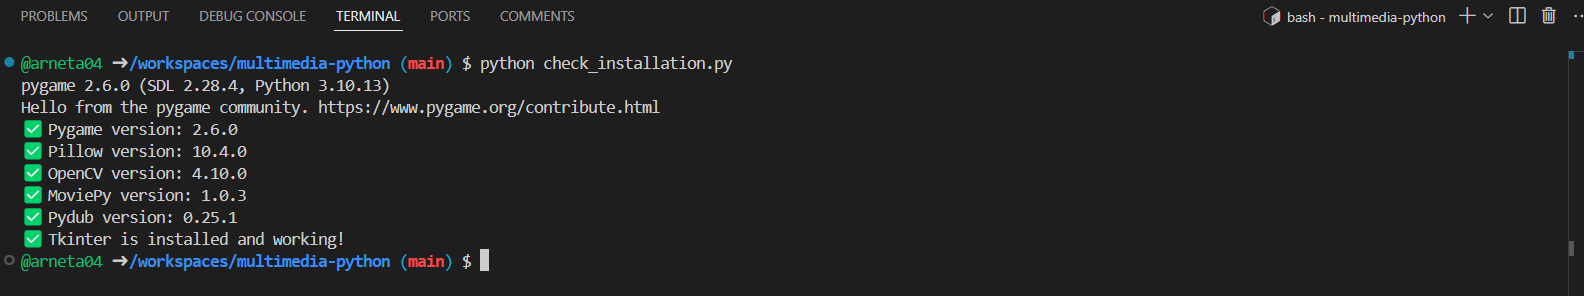 PROBLEMS OUTPUT DEBUG CONSOLE TERMINAL PORTS COMMENTS bash - multimedia-python
@arneta04 ➜/workspaces/multimedia-python (main) $ python check_installation.py
pygame 2.6.0 (SDL 2.28.4, Python 3.10.13)
Hello from the pygame community. https://www.pygame.org/contribute.html
✅ Pygame version: 2.6.0
✅ Pillow version: 10.4.0
✅ OpenCV version: 4.10.0
✅ MoviePy version: 1.0.3
✅ Pydub version: 0.25.1
✅ Tkinter is installed and working!
@arneta04 ➜/workspaces/multimedia-python (main) $